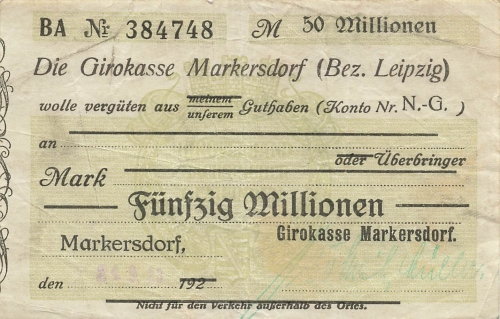 BA Nr 384748 M 50 Millionen
Die Girokasse Markersdorf (Bez. Leipzig)
wolle vergüten aus meinem unserem Guthaben (Konto Nr. N.-G. )
an
oder Überbringer
Mark
Fünfzig Millionen
Girokasse Markersdorf.
Markersdorf,
den 192
Nicht für den Verkehr außerhalb des Ortes.